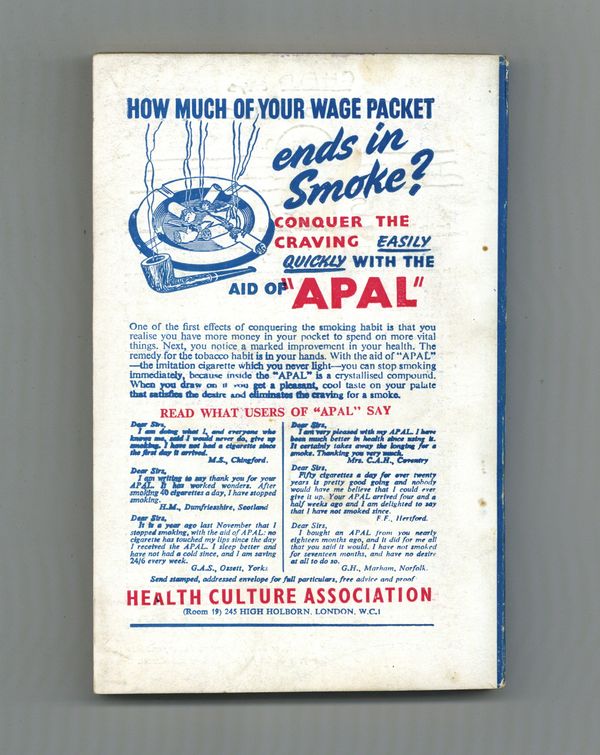 HOW MUCH OF YOUR WAGE PACKET
ends in
Smoke?
CONQUER THE
CRAVING EASILY
QUICKLY WITH THE
AID OF "APAL"
One of the first effects of conquering the smoking habit is that you
realise you have more money in your pocket to spend on more vital
things. Next, you notice a marked improvement in your health. The
remedy for the tobacco habit is in your hands. With the aid of "APAL"
—the imitation cigarette which you never light—you can stop smoking
immediately, because inside the "APAL" is a crystallised compound.
When you draw on it you get a pleasant, cool taste on your palate
that satisfies the desire and eliminates the craving for a smoke.
READ WHAT USERS OF "APAL" SAY
Dear Sir,
I am doing what I, and everyone who
knows me, said I would never do, give up
smoking. I have not had a cigarette since
the first day it arrived.
M.S., Chingford.
Dear Sir,
I am writing to say thank you for your
APAL. It has worked wonders. After
smoking 40 cigarettes a day, I have stopped
smoking.
H.M., Dumfriesshire, Scotland
Dear Sirs,
It is a year ago last November that I
stopped smoking, with the aid of APAL: no
cigarette has touched my lips since the day
I received the APAL. I sleep better and
have not had a cold since, and I am saving
24/6 every week.
G.A.S., Ossett, Yorks
Dear Sirs,
I am very pleased with my APAL. I have
been much better in health since using it.
It certainly takes away the longing for a
smoke. Thanking you very much.
Mrs. C.A.H., Coventry
Dear Sirs,
Fifty cigarettes a day for over twenty
years is pretty good going and nobody
would have me believe that I could ever
give it up. Your APAL arrived four and a
half weeks ago and I am delighted to say
that I have not smoked since.
F.F., Hertford.
Dear Sirs,
I bought an APAL from you nearly
eighteen months ago, and it did for me all
that you said it would. I have not smoked
for seventeen months, and have no desire
at all to do so.
G.H., Marham, Norfolk.
Send stamped, addressed envelope for full particulars, free advice and proof
HEALTH CULTURE ASSOCIATION
(Room 19) 245 HIGH HOLBORN, LONDON, W.C.1